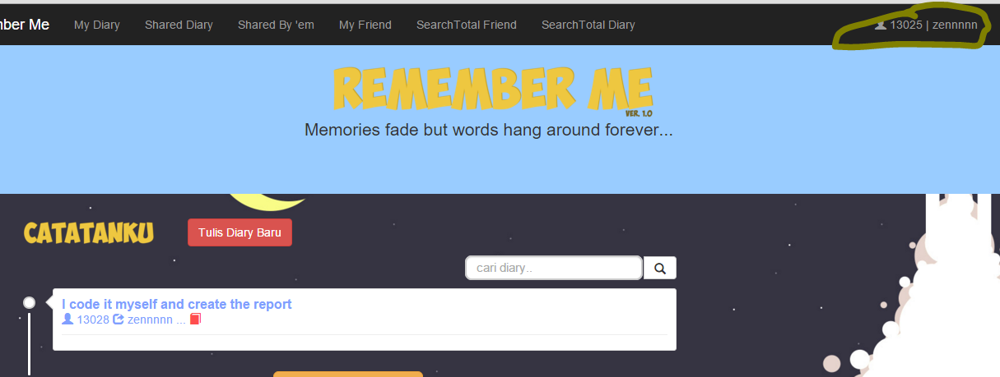 ber Me My Diary Shared Diary Shared By 'em My Friend SearchTotal Friend SearchTotal Diary 13025 | zennnnn
REMEMBER ME
VER. 1.0
Memories fade but words hang around forever...
CATATANKU Tulis Diary Baru
cari diary..
I code it myself and create the report
13028 zennnnn ...